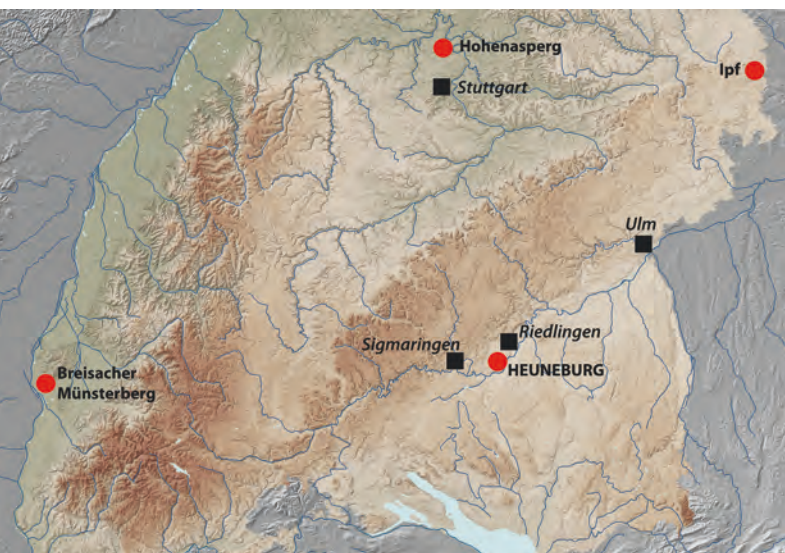 Hohenasperg
Ipf
Stuttgart
Ulm
Riedlingen
Sigmaringen
HEUNEBURG
Breisacher
Münsterberg